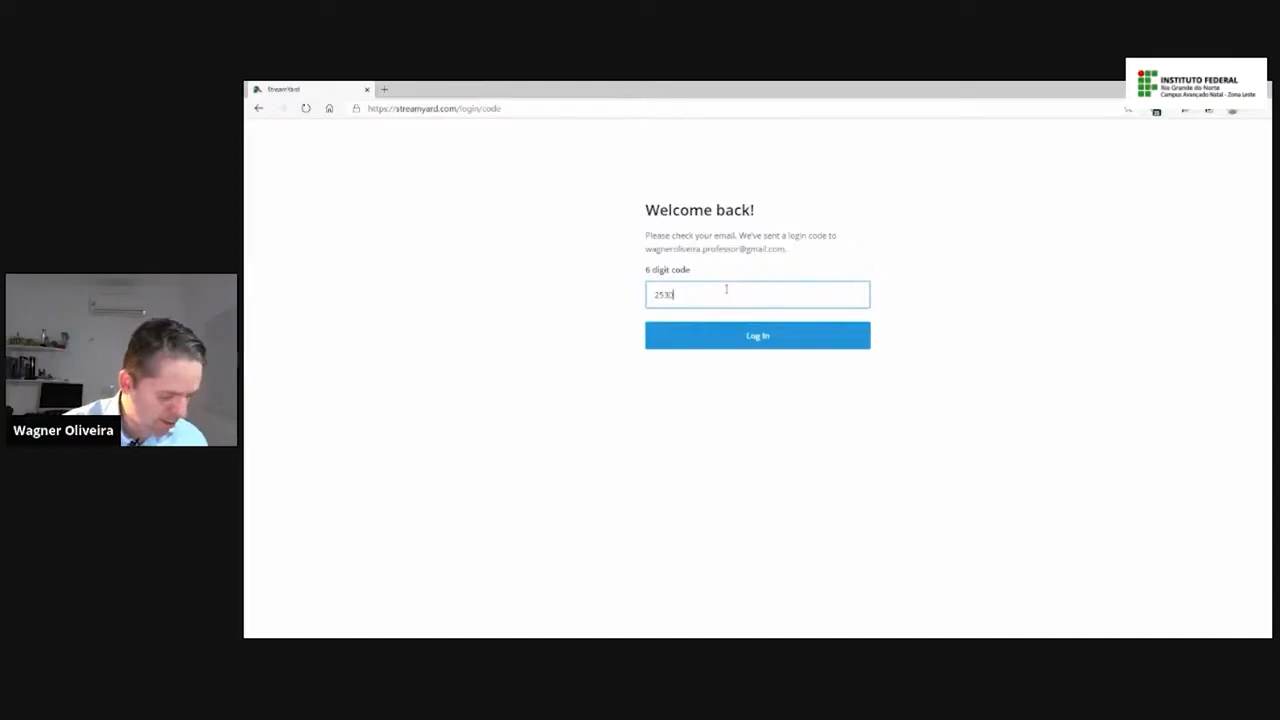 INSTITUTO FEDERAL
Rio Grande do Norte
Campus Avançado Natal - Zona Leste
StreamYard
https://streamyard.com/login/code
Welcome back!
Please check your email. We've sent a login code to
wagneroliveira.professor@gmail.com.
6 digit code
2530
Log In
Wagner Oliveira